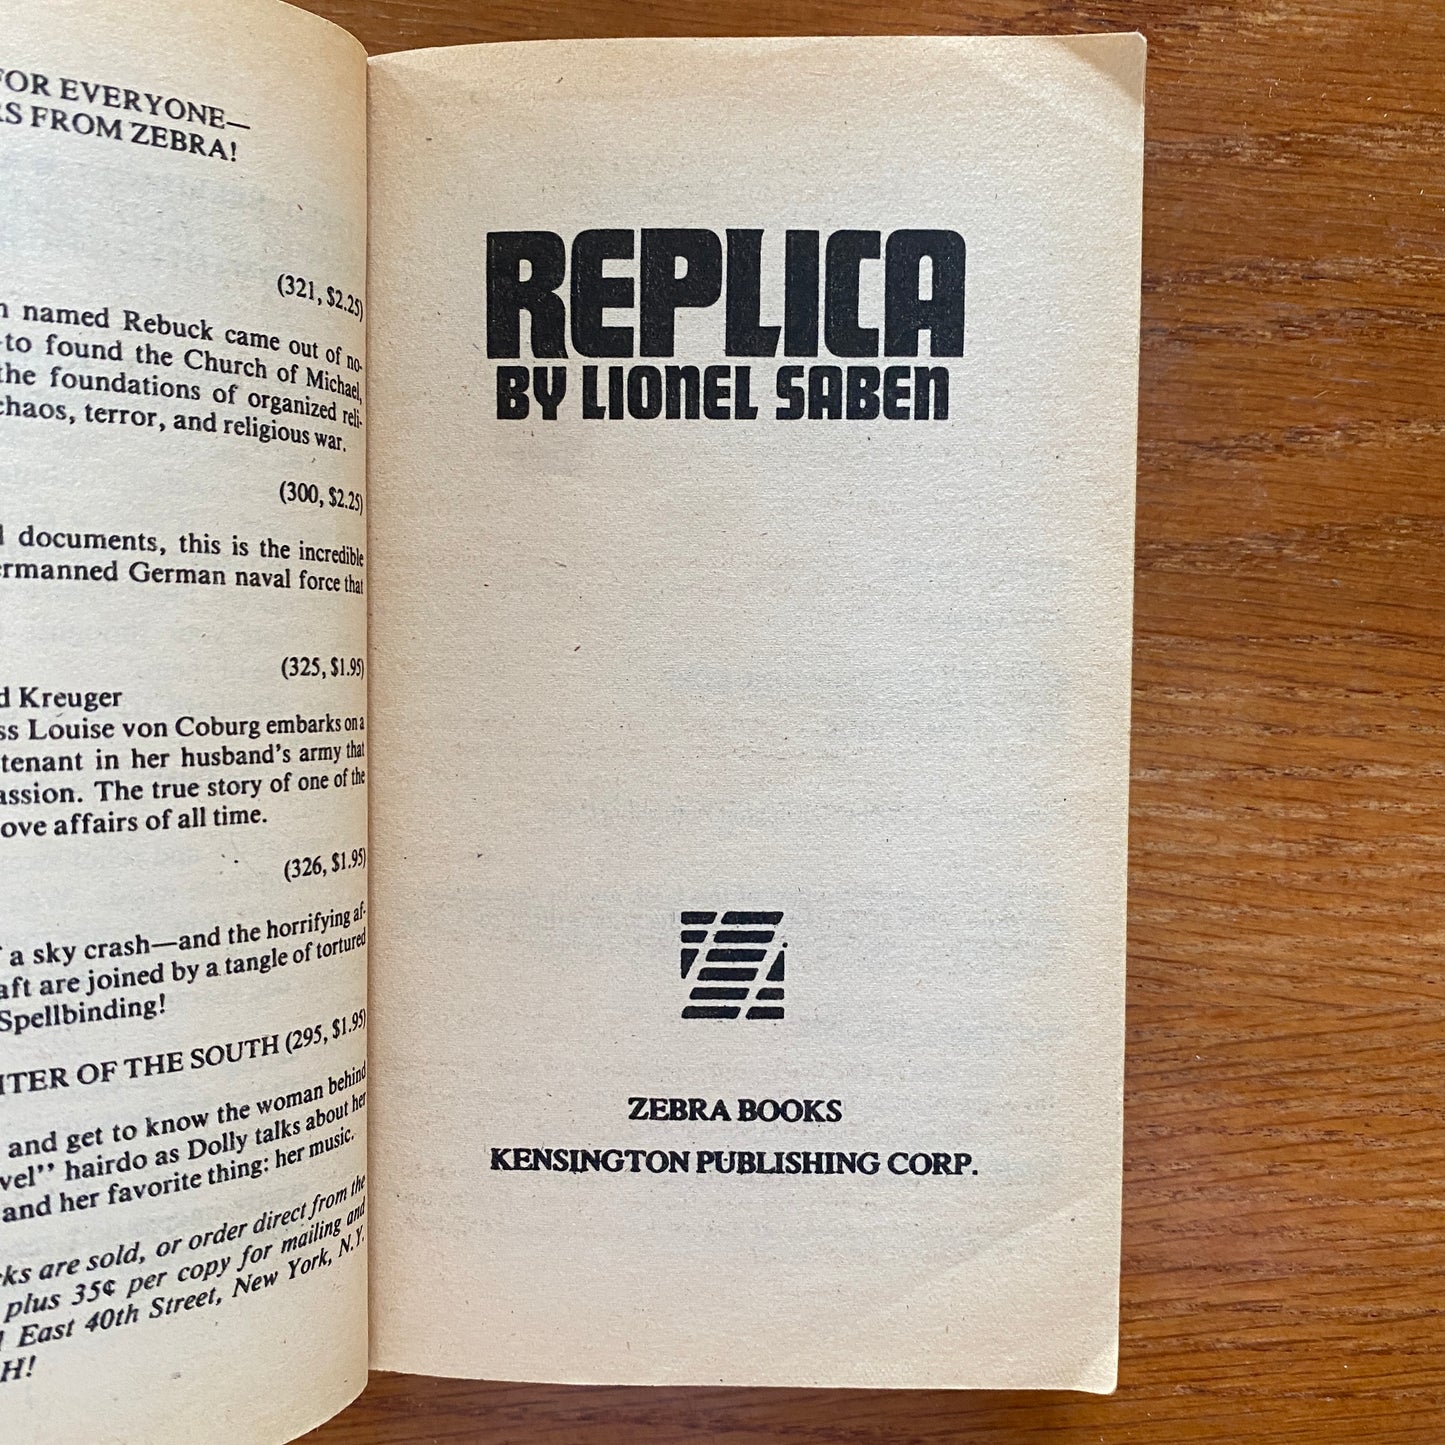 FOR EVERYONE—
FROM ZEBRA!
(321, $2.25)
named Rebuck came out of no-
to found the Church of Michael,
the foundations of organized reli-
chaos, terror, and religious war.
(300, $2.25)
documents, this is the incredible
ermanned German naval force that
(325, $1.95)
Kreuger
ss Louise von Coburg embarks on a
tenant in her husband's army that
assion. The true story of one of the
ove affairs of all time.
(326, $1.95)
a sky crash—and the horrifying af-
aft are joined by a tangle of tortured
Spellbinding!
TER OF THE SOUTH (295, $1.95)
and get to know the woman behind
vel" hairdo as Dolly talks about her
and her favorite thing: her music.
ks are sold, or order direct from the
plus 35¢ per copy for mailing and
East 40th Street, New York, N.Y.
H!
REPLICA
BY LIONEL SABEN
ZEBRA BOOKS
KENSINGTON PUBLISHING CORP.